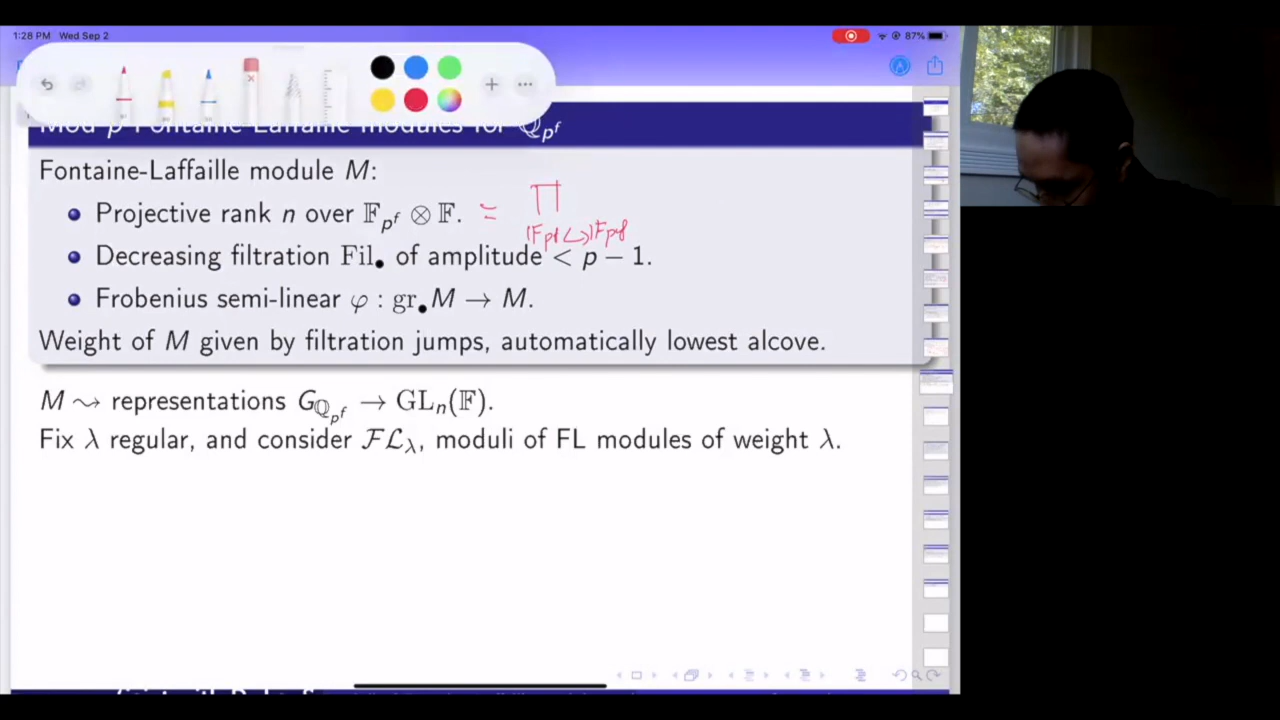 1:28 PM Wed Sep 2
87%
Mod p Fontaine-Laffaille modules for ℚ_{p^f}
Fontaine-Laffaille module M:
• Projective rank n over 𝔽_{p^f} ⊗ 𝔽. = ∏
𝔽_{p^f} ↪ 𝔽_{p^f}
• Decreasing filtration Fil_• of amplitude < p − 1.
• Frobenius semi-linear φ : gr_• M → M.
Weight of M given by filtration jumps, automatically lowest alcove.
M ⇝ representations G_{ℚ_{p^f}} → GL_n(𝔽).
Fix λ regular, and consider ℱℒ_λ, moduli of FL modules of weight λ.